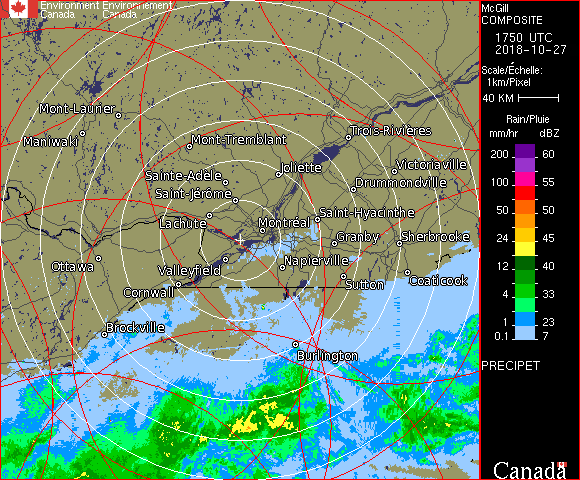 Environment Environnement
Canada Canada
McGill
COMPOSITE
1750 UTC
2018-10-27
Scale/Échelle:
1km/Pixel
40 KM
Rain/Pluie
mm/hr dBZ
200 60
155 57
100 55
50 50
24 45
12 40
4 33
1 23
0.1 7
PRECIPET
Canada
Mont-Laurier
Maniwaki
Mont-Tremblant
Trois-Rivières
Joliette
Victoriaville
Sainte-Adèle
Drummondville
Saint-Jérôme
Lachute
Saint-Hyacinthe
Montréal
Granby
Sherbrooke
Ottawa
Valleyfield
Napierville
Cornwall
Sutton
Coaticook
Brockville
Burlington